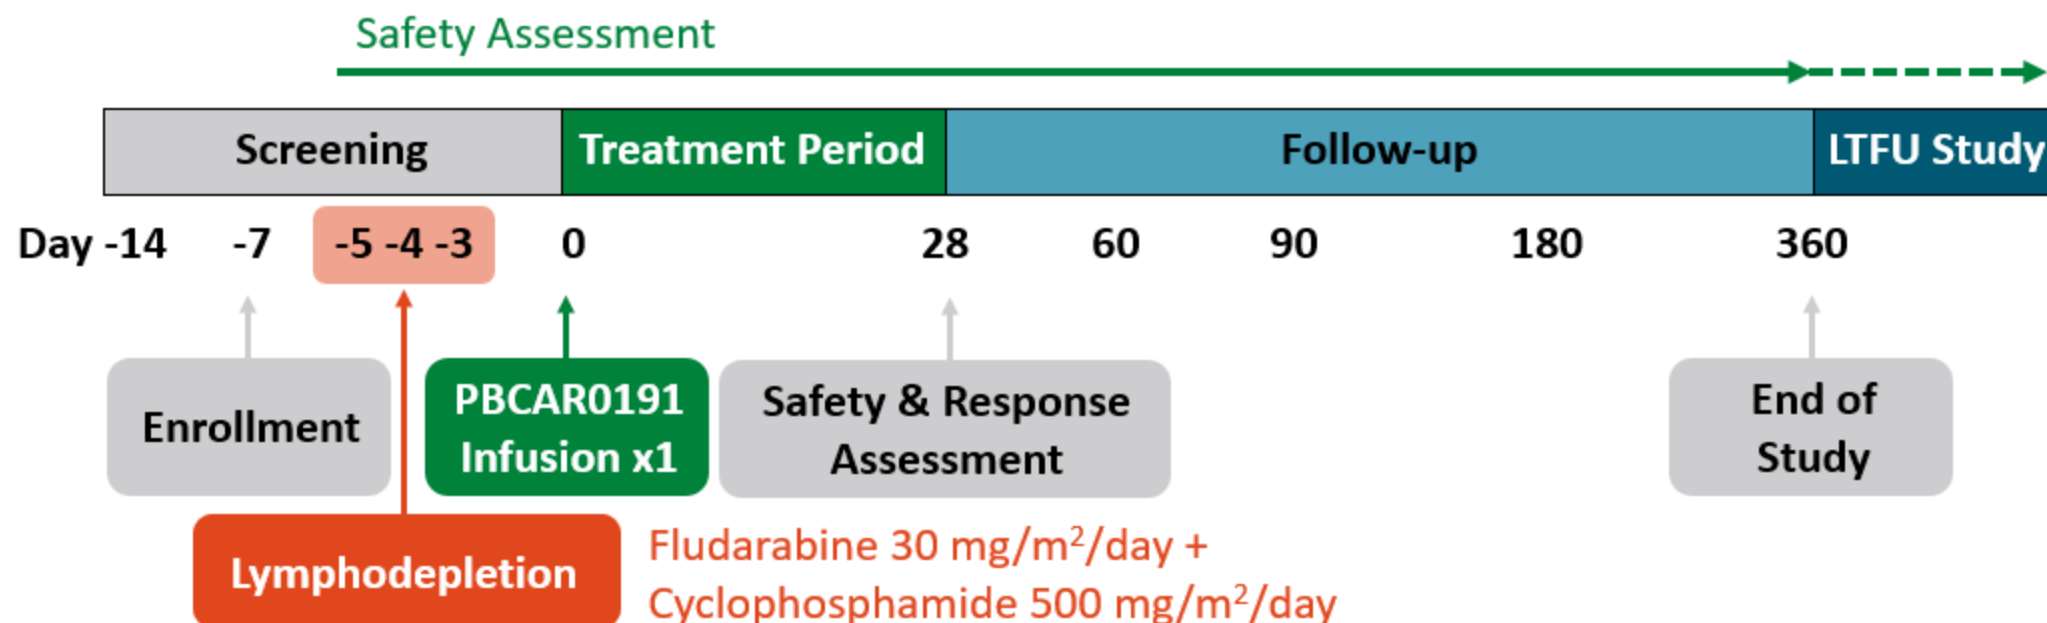 Safety Assessment
Screening Treatment Period Follow-up LTFU Study
Day -14 -7 -5 -4 -3 0 28 60 90 180 360
Enrollment
PBCAR0191
Infusion x1
Safety & Response
Assessment
End of
Study
Lymphodepletion
Fludarabine 30 mg/m²/day +
Cyclophosphamide 500 mg/m²/day